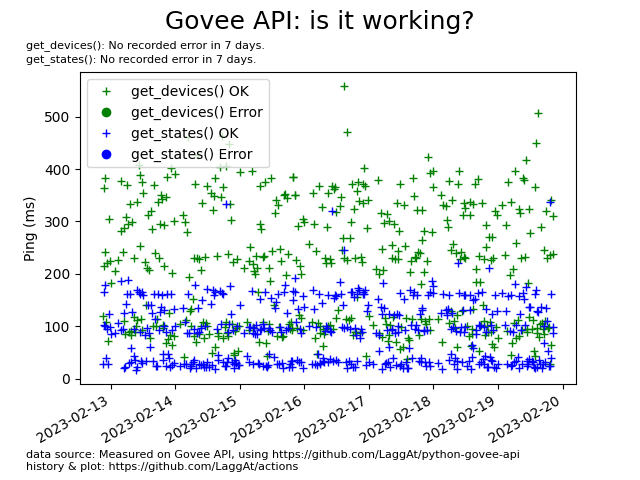 Govee API: is it working?
get_devices(): No recorded error in 7 days.
get_states(): No recorded error in 7 days.
get_devices() OK
get_devices() Error
get_states() OK
get_states() Error
Ping (ms)
500
400
300
200
100
0
2023-02-13
2023-02-14
2023-02-15
2023-02-16
2023-02-17
2023-02-18
2023-02-19
2023-02-20
data source: Measured on Govee API, using https://github.com/LaggAt/python-govee-api
history & plot: https://github.com/LaggAt/actions